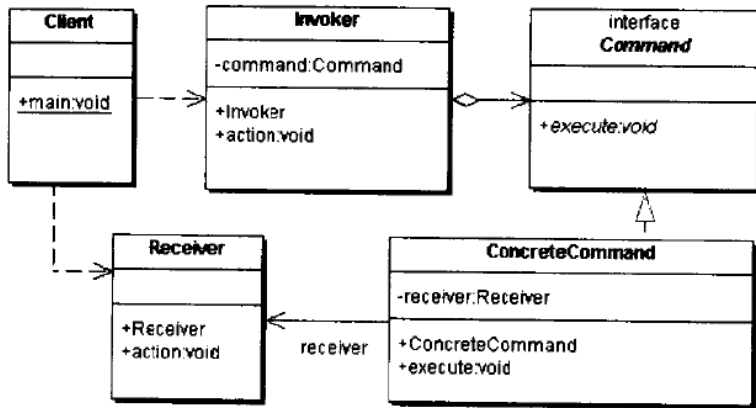 Client
+main:void
Invoker
-command:Command
+Invoker
+action:void
interface
Command
+execute:void
Receiver
+Receiver
+action:void
receiver
ConcreteCommand
-receiver:Receiver
+ConcreteCommand
+execute:void